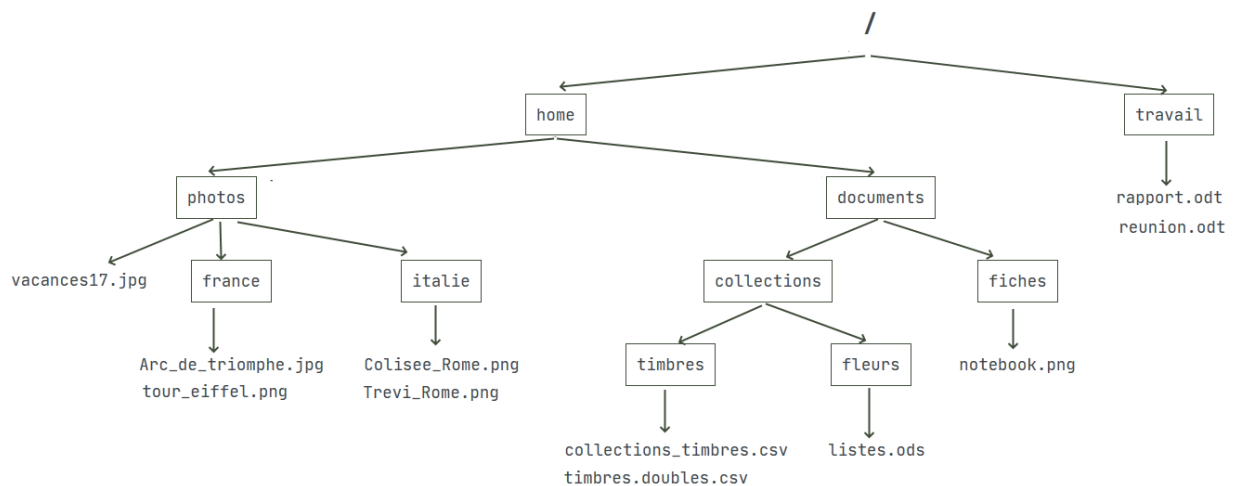 /
home
travail
photos
documents
rapport.odt
reunion.odt
vacances17.jpg
france
italie
collections
fiches
Arc_de_triomphe.jpg
tour_eiffel.png
Colisee_Rome.png
Trevi_Rome.png
timbres
fleurs
notebook.png
collections_timbres.csv
timbres.doubles.csv
listes.ods